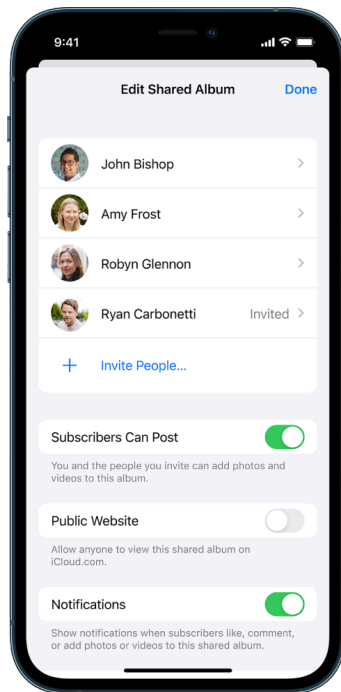 9:41
Edit Shared Album
Done
John Bishop
Amy Frost
Robyn Glennon
Ryan Carbonetti
Invited
Invite People...
Subscribers Can Post
You and the people you invite can add photos and
videos to this album.
Public Website
Allow anyone to view this shared album on
iCloud.com.
Notifications
Show notifications when subscribers like, comment,
or add photos or videos to this shared album.